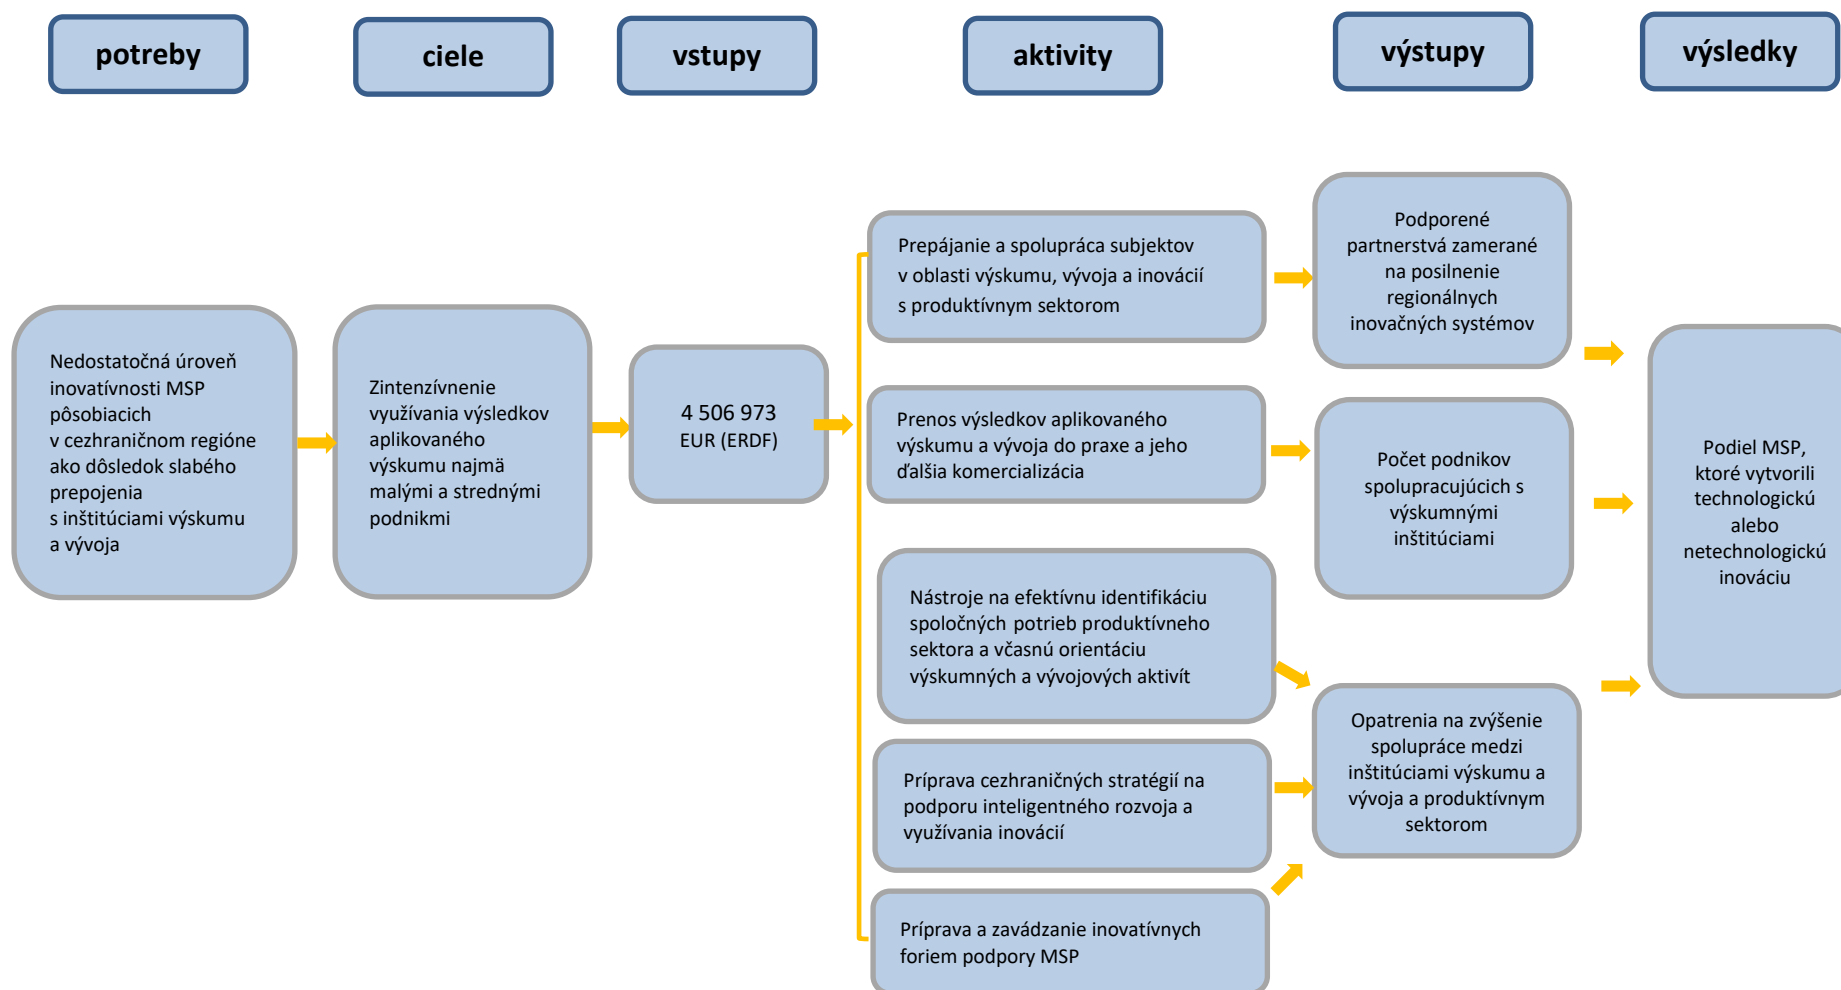 potreby
ciele
vstupy
aktivity
výstupy
výsledky
Nedostatočná úroveň
inovatívnosti MSP
pôsobiacich
v cezhraničnom regióne
ako dôsledok slabého
prepojenia
s inštitúciami výskumu
a vývoja
Zintenzívnenie
využívania výsledkov
aplikovaného
výskumu najmä
malými a strednými
podnikmi
4 506 973
EUR (ERDF)
Prepájanie a spolupráca subjektov
v oblasti výskumu, vývoja a inovácií
s produktívnym sektorom
Prenos výsledkov aplikovaného
výskumu a vývoja do praxe a jeho
ďalšia komercializácia
Nástroje na efektívnu identifikáciu
spoločných potrieb produktívneho
sektora a včasnú orientáciu
výskumných a vývojových aktivít
Príprava cezhraničných stratégií na
podporu inteligentného rozvoja a
využívania inovácií
Príprava a zavádzanie inovatívnych
foriem podpory MSP
Podporené
partnerstvá zamerané
na posilnenie
regionálnych
inovačných systémov
Počet podnikov
spolupracujúcich s
výskumnými
inštitúciami
Opatrenia na zvýšenie
spolupráce medzi
inštitúciami výskumu a
vývoja a produktívnym
sektorom
Podiel MSP,
ktoré vytvorili
technologickú
alebo
netechnologickú
inováciu